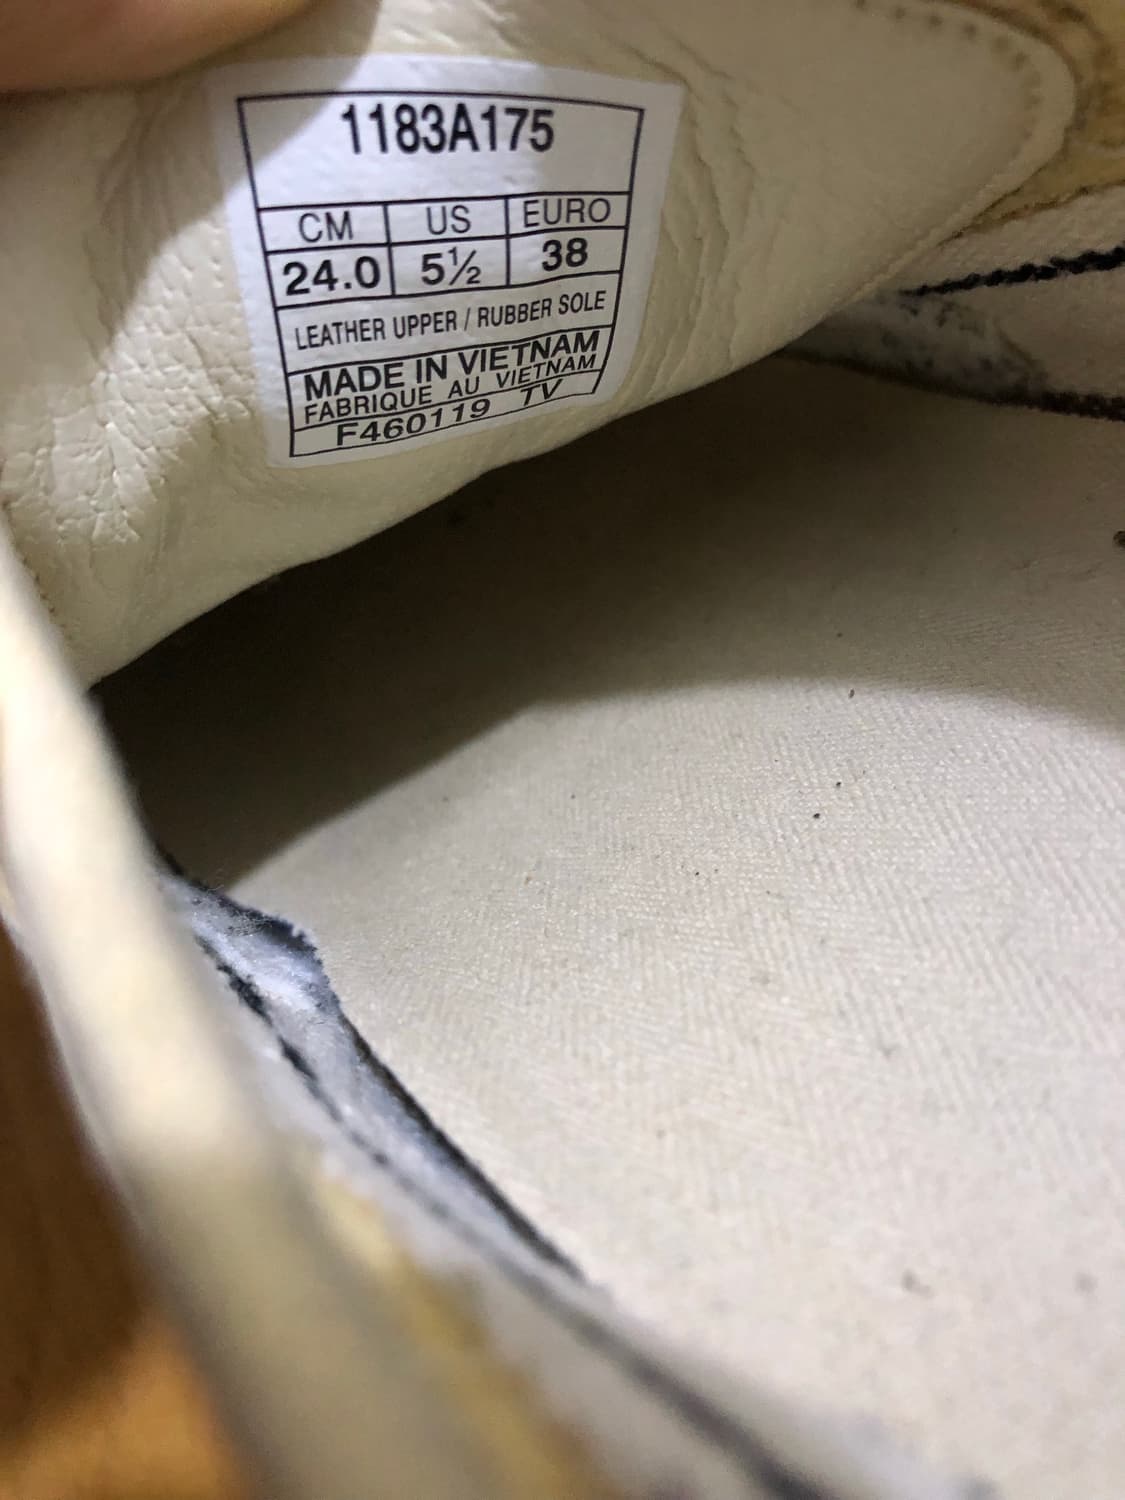 1183A175
CM US EURO
24.0 5½ 38
LEATHER UPPER / RUBBER SOLE
MADE IN VIETNAM
FABRIQUE AU VIETNAM
F460119 TV